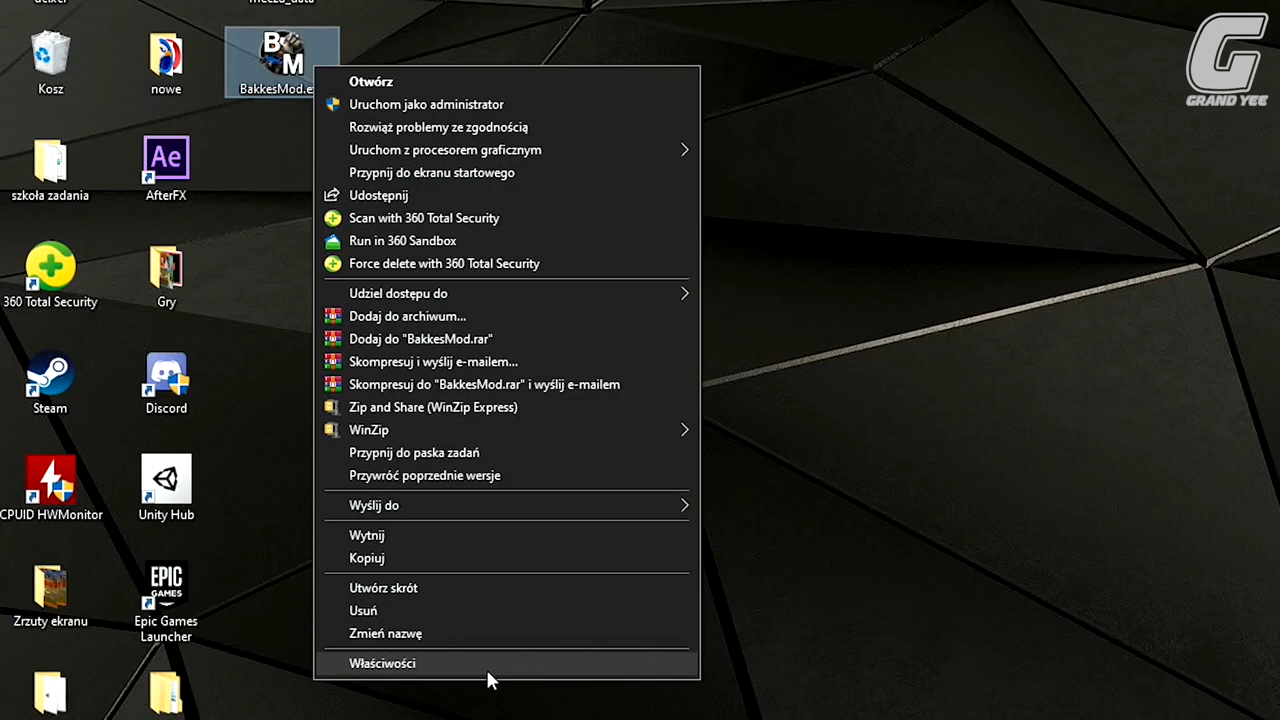 mecza_data
G
GRAND YEE
Kosz
nowe
B
M
BakkesMod.e
szkoła zadania
AfterFX
Ae
360 Total Security
Gry
Steam
Discord
CPUID HWMonitor
Unity Hub
Zrzuty ekranu
EPIC
GAMES
Epic Games
Launcher
Otwórz
Uruchom jako administrator
Rozwiąż problemy ze zgodnością
Uruchom z procesorem graficznym
Przypnij do ekranu startowego
Udostępnij
Scan with 360 Total Security
Run in 360 Sandbox
Force delete with 360 Total Security
Udziel dostępu do
Dodaj do archiwum...
Dodaj do "BakkesMod.rar"
Skompresuj i wyślij e-mailem...
Skompresuj do "BakkesMod.rar" i wyślij e-mailem
Zip and Share (WinZip Express)
WinZip
Przypnij do paska zadań
Przywróć poprzednie wersje
Wyślij do
Wytnij
Kopiuj
Utwórz skrót
Usuń
Zmień nazwę
Właściwości